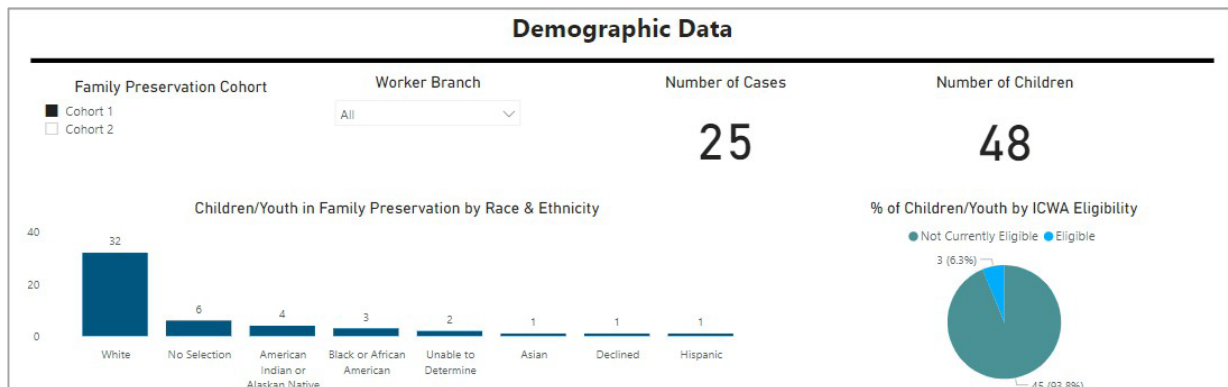 Demographic Data
Family Preservation Cohort
Cohort 1
Cohort 2
Worker Branch
All
Number of Cases
25
Number of Children
48
Children/Youth in Family Preservation by Race & Ethnicity
40
20
0
32
6
4
3
2
1
1
1
White
No Selection
American
Indian or
Alaskan Native
Black or African
American
Unable to
Determine
Asian
Declined
Hispanic
% of Children/Youth by ICWA Eligibility
Not Currently Eligible
Eligible
3 (6.3%)
45 (93.8%)